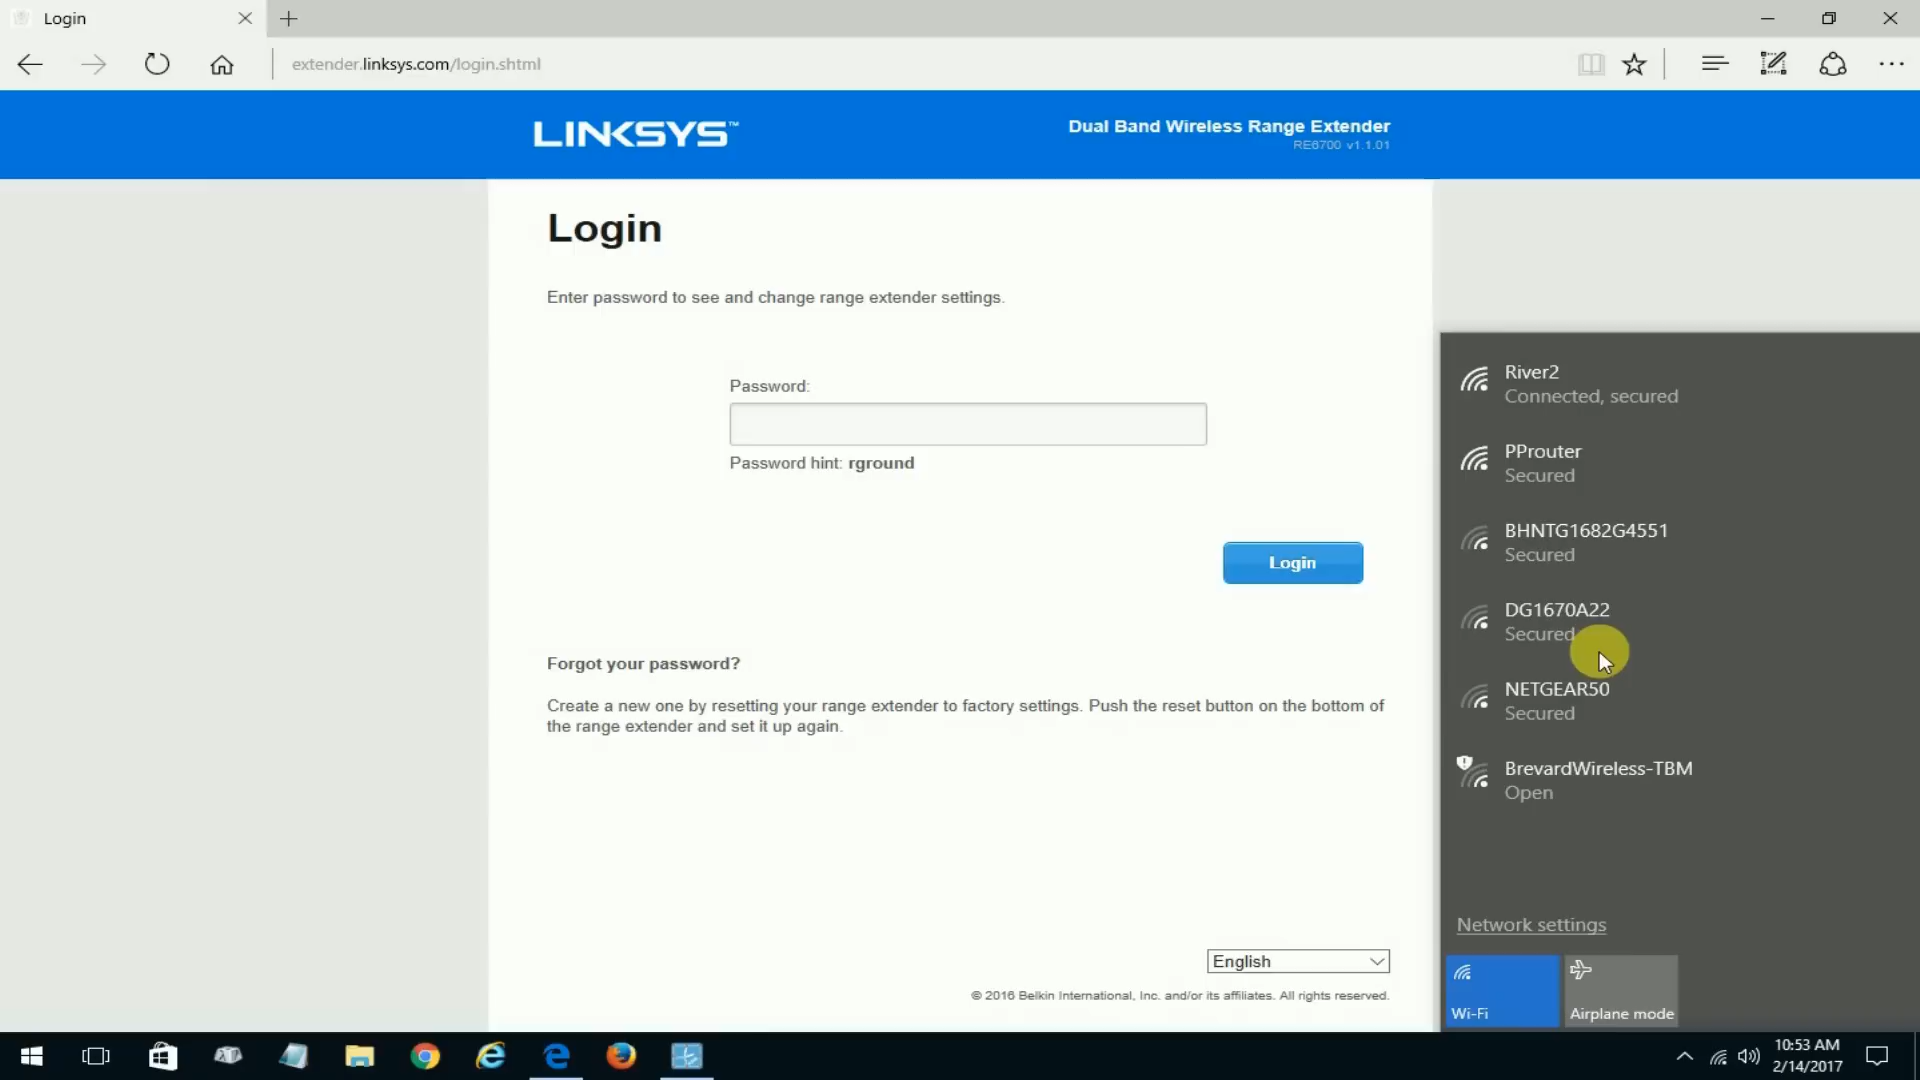 Login
extender.linksys.com/login.shtml
LINKSYS™
Dual Band Wireless Range Extender
RE6700 v1.1.01
Login
Enter password to see and change range extender settings.
Password:
Password hint: rground
Login
Forgot your password?
Create a new one by resetting your range extender to factory settings. Push the reset button on the bottom of
the range extender and set it up again.
English
© 2016 Belkin International, Inc. and/or its affiliates. All rights reserved.
River2
Connected, secured
PProuter
Secured
BHNTG1682G4551
Secured
DG1670A22
Secured
NETGEAR50
Secured
BrevardWireless-TBM
Open
Network settings
Wi-Fi
Airplane mode
10:53 AM
2/14/2017